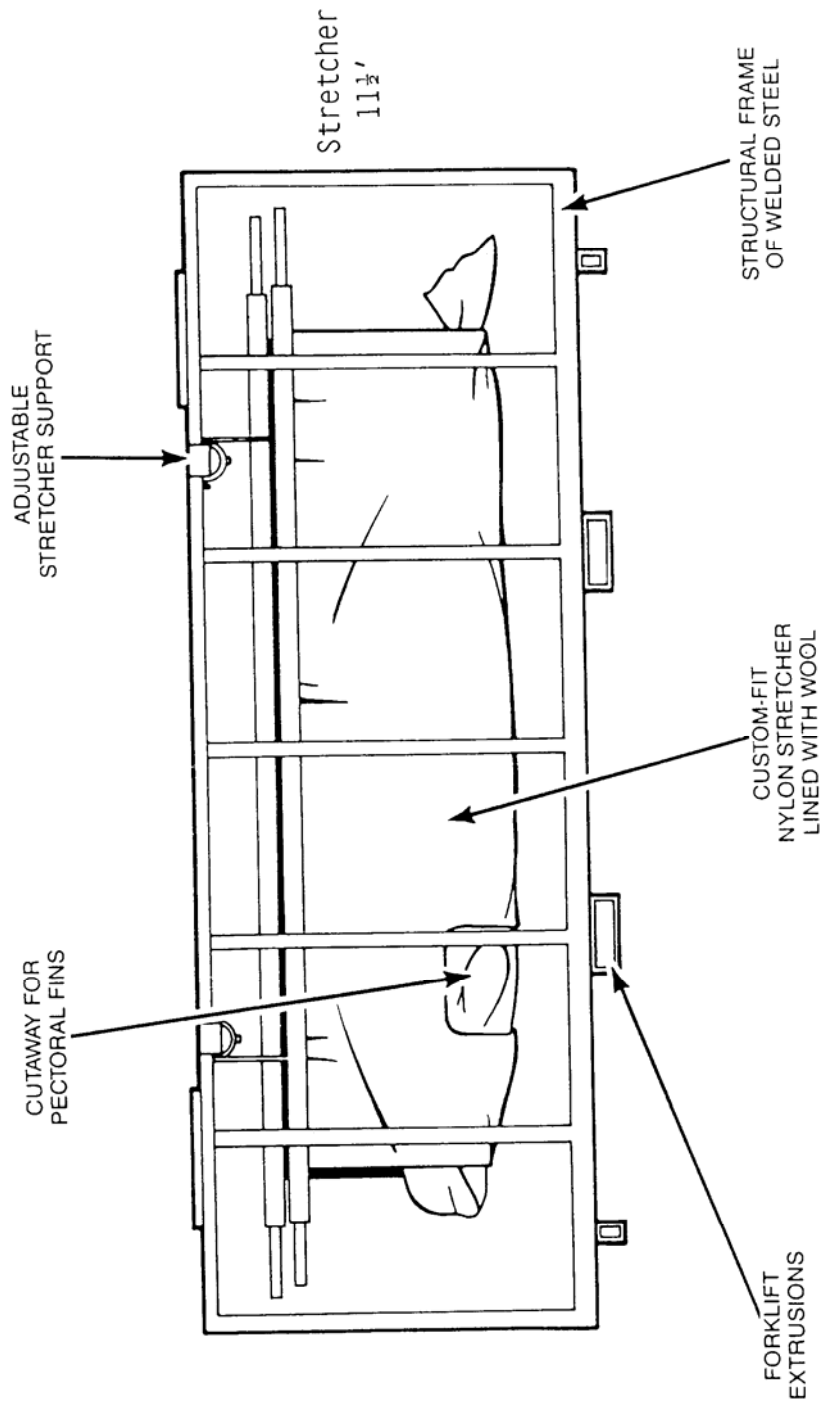 Stretcher
11½'
ADJUSTABLE
STRETCHER SUPPORT
CUTAWAY FOR
PECTORAL FINS
STRUCTURAL FRAME
OF WELDED STEEL
CUSTOM-FIT
NYLON STRETCHER
LINED WITH WOOL
FORKLIFT
EXTRUSIONS